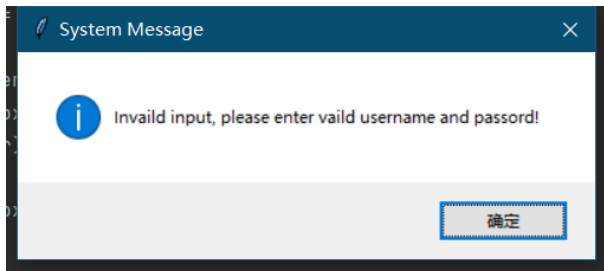 System Message
Invaild input, please enter vaild username and passord!
确定